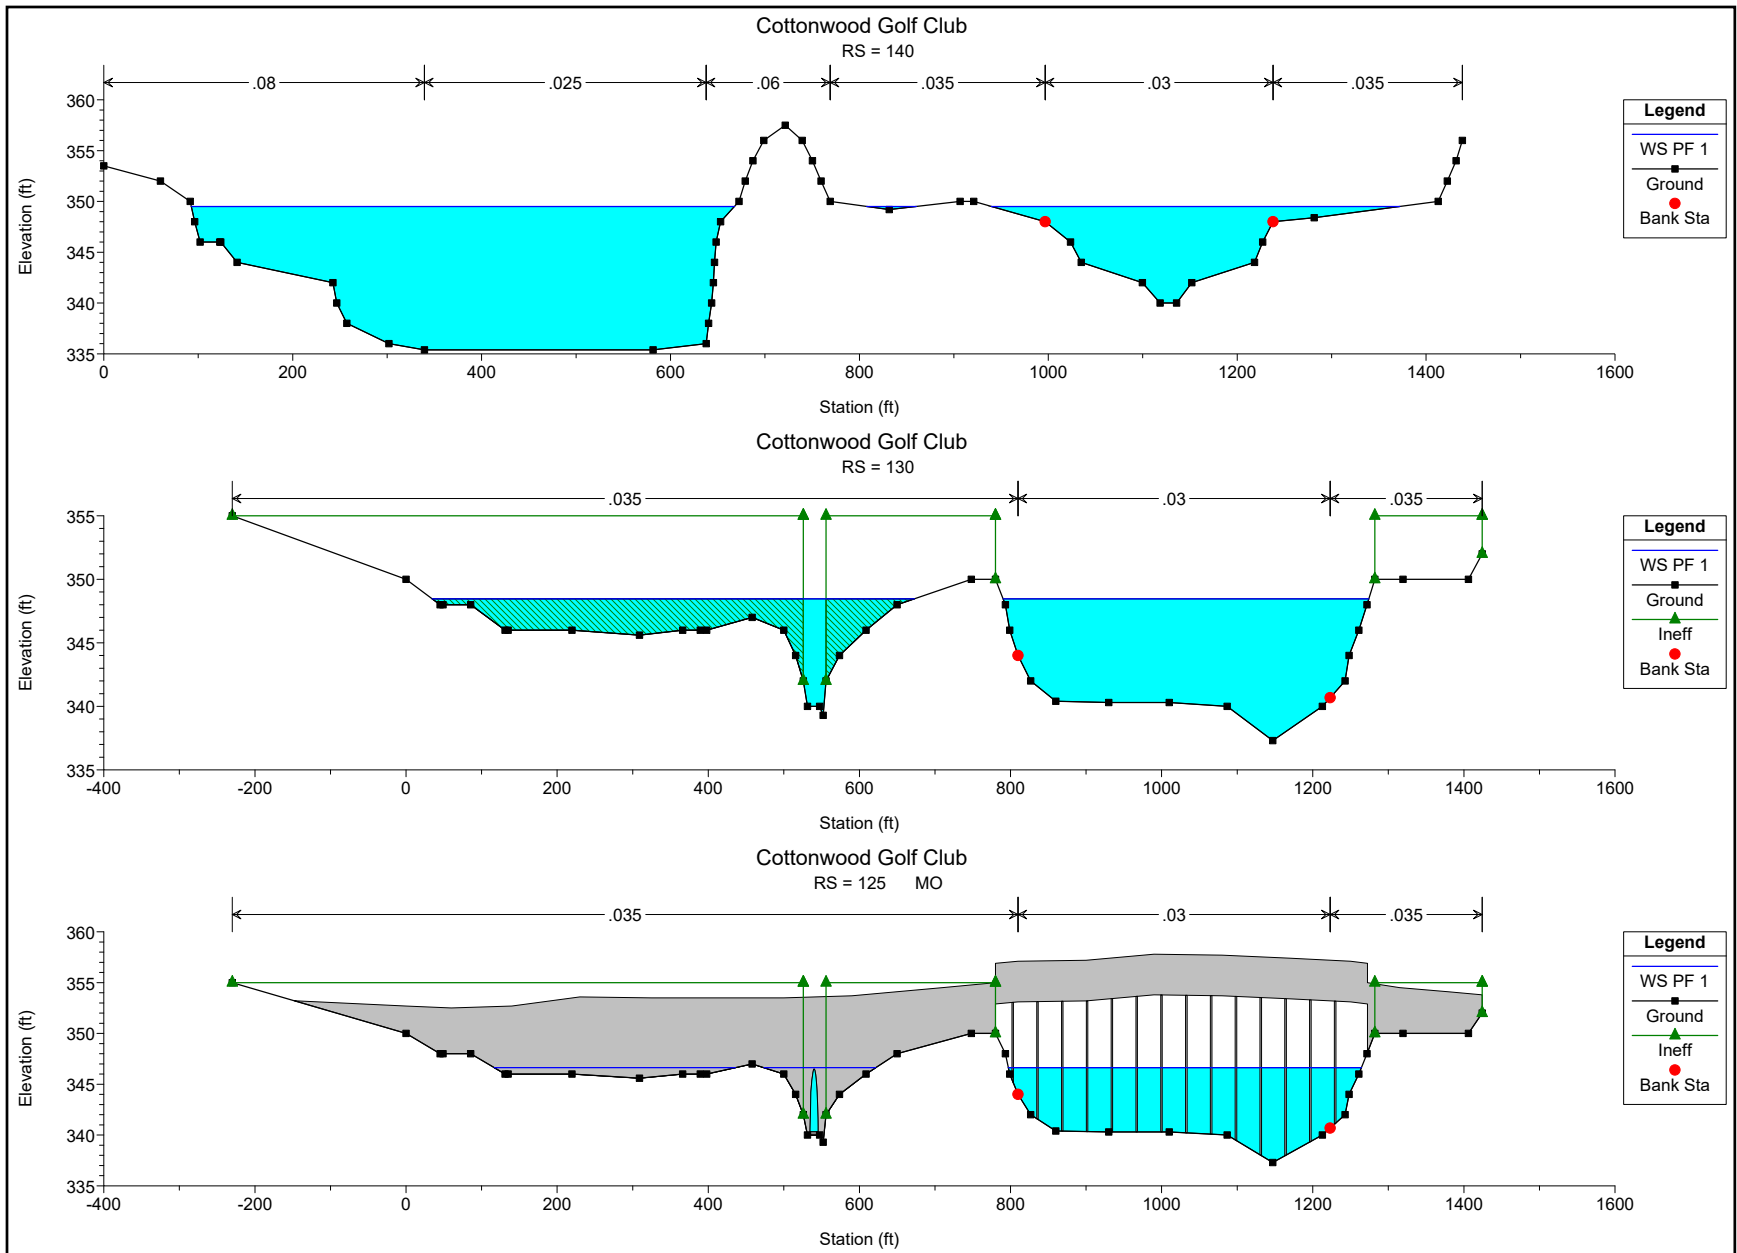 Cottonwood Golf Club
RS = 140
.08
.025
.06
.035
.03
.035
360
355
350
345
340
335
Elevation (ft)
0
200
400
600
800
1000
1200
1400
1600
Station (ft)
Legend
WS PF 1
Ground
Bank Sta
Cottonwood Golf Club
RS = 130
.035
.03
.035
355
350
345
340
335
Elevation (ft)
-400
-200
0
200
400
600
800
1000
1200
1400
1600
Station (ft)
Legend
WS PF 1
Ground
Ineff
Bank Sta
Cottonwood Golf Club
RS = 125 MO
.035
.03
.035
360
355
350
345
340
335
Elevation (ft)
-400
-200
0
200
400
600
800
1000
1200
1400
1600
Station (ft)
Legend
WS PF 1
Ground
Ineff
Bank Sta